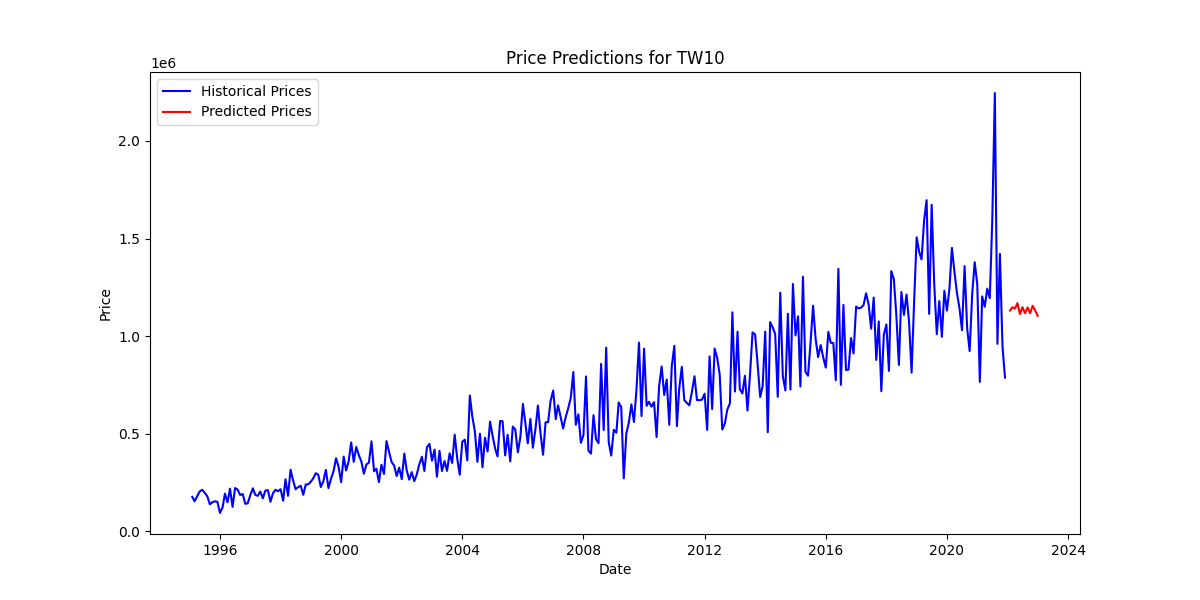 Price Predictions for TW10
1e6
Historical Prices
Predicted Prices
2.0
1.5
1.0
0.5
0.0
Price
1996 2000 2004 2008 2012 2016 2020 2024
Date